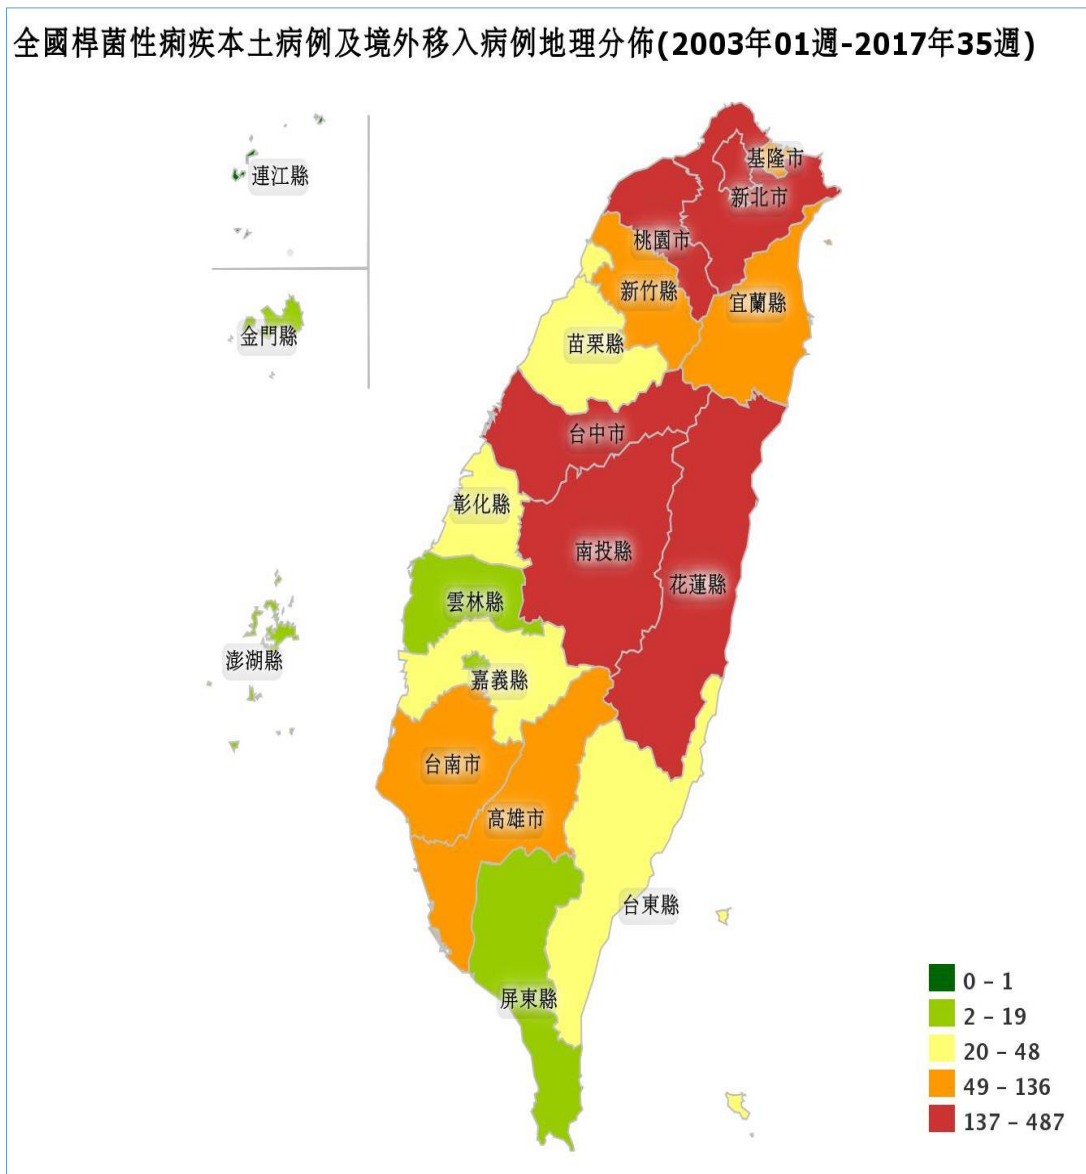 全國桿菌性痢疾本土病例及境外移入病例地理分佈(2003年01週-2017年35週)
基隆市
連江縣
新北市
桃園市
新竹縣
宜蘭縣
金門縣
苗栗縣
台中市
彰化縣
南投縣
花蓮縣
雲林縣
澎湖縣
嘉義縣
台南市
高雄市
台東縣
屏東縣
0 - 1
2 - 19
20 - 48
49 - 136
137 - 487